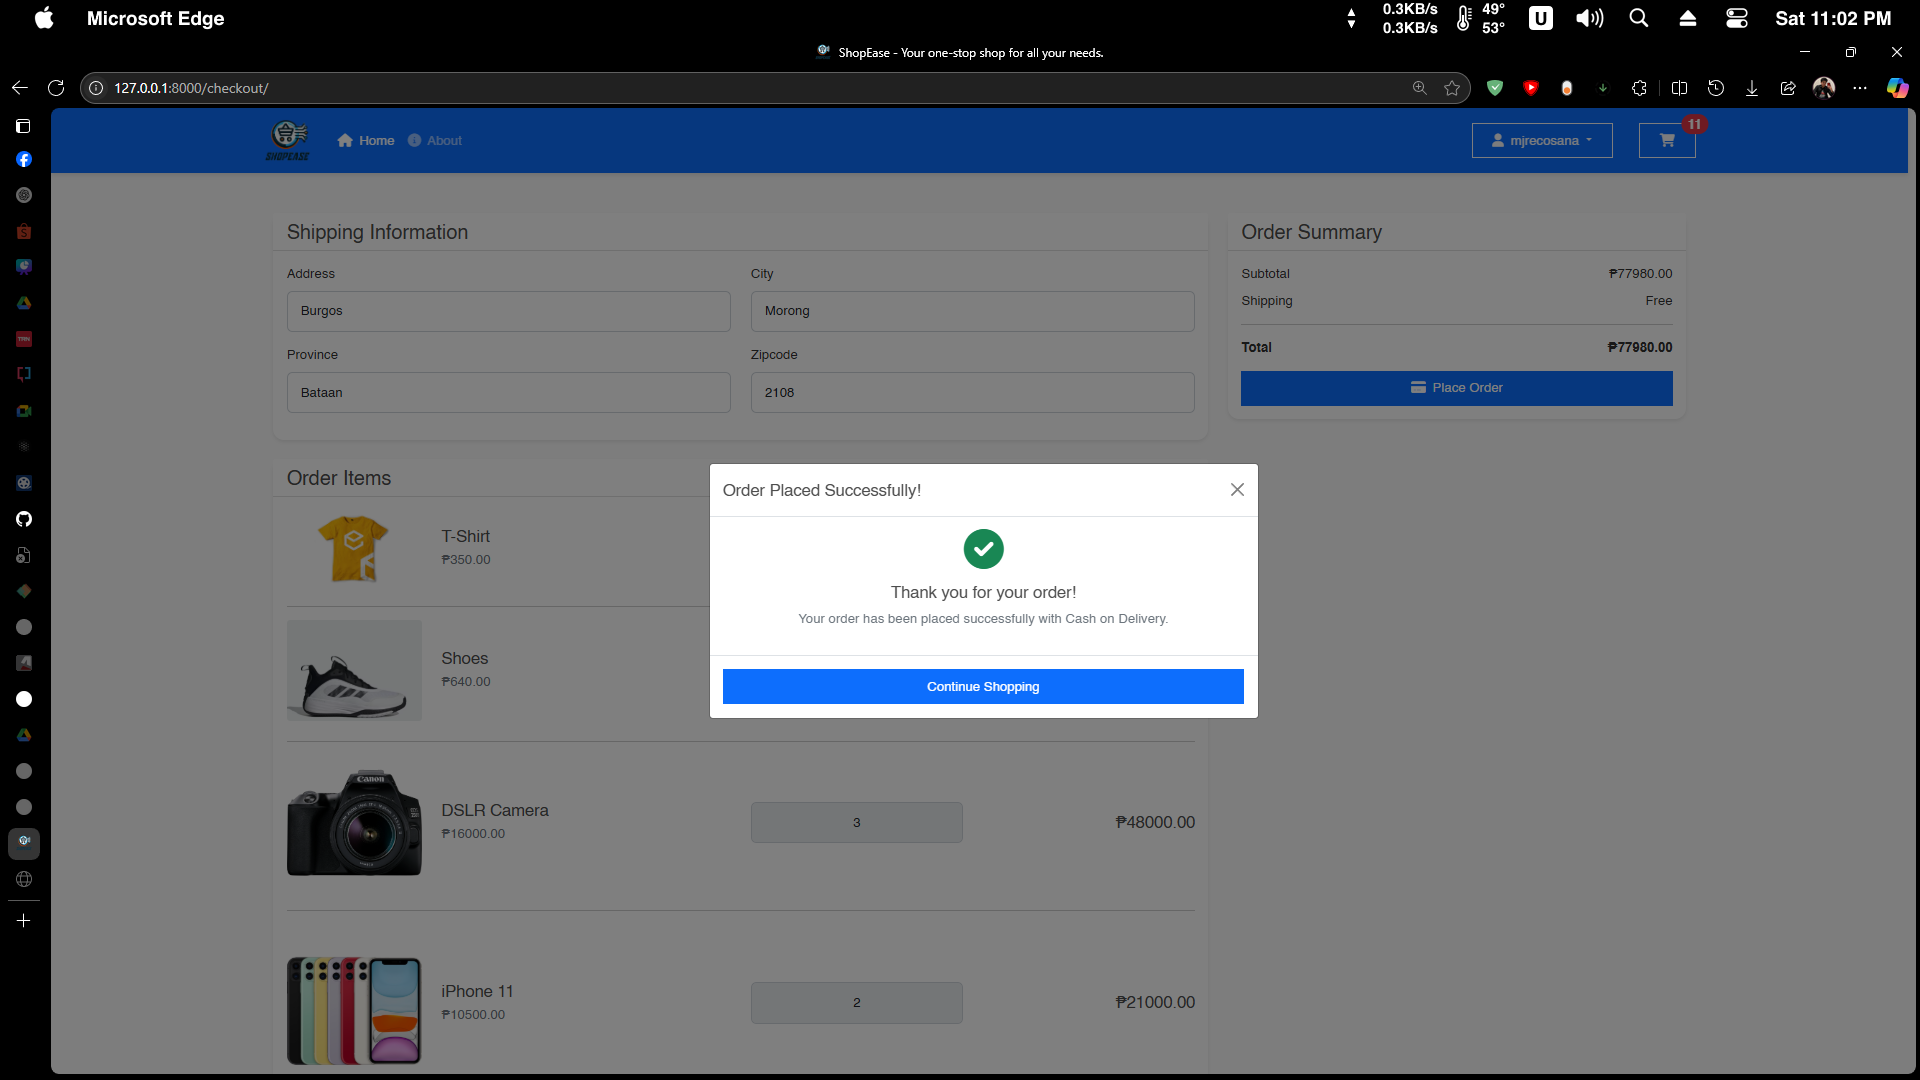 Microsoft Edge
0.3KB/s
0.3KB/s
49°
53°
U
Sat 11:02 PM
ShopEase - Your one-stop shop for all your needs.
127.0.0.1:8000/checkout/
SHOPEASE
Home
About
mjrecosana
11
Shipping Information
Address
City
Burgos
Morong
Province
Zipcode
Bataan
2108
Order Summary
Subtotal
₱77980.00
Shipping
Free
Total
₱77980.00
Place Order
Order Items
T-Shirt
₱350.00
Shoes
₱640.00
Order Placed Successfully!
Thank you for your order!
Your order has been placed successfully with Cash on Delivery.
Continue Shopping
Canon
DSLR Camera
₱16000.00
3
₱48000.00
iPhone 11
₱10500.00
2
₱21000.00